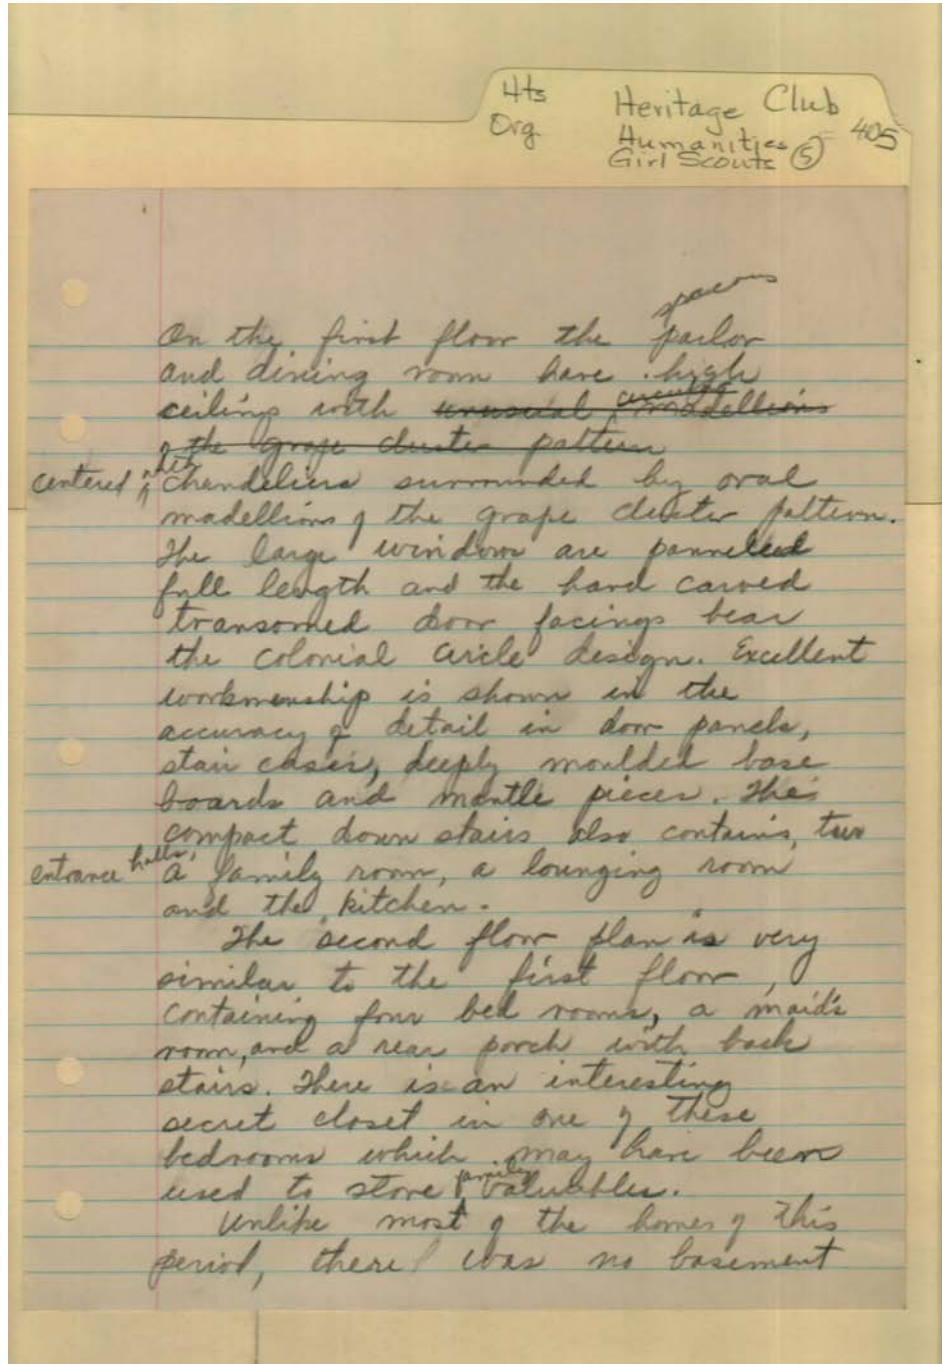 Hts
Org
Heritage Club
Humanities
Girl Scouts 5
405
spacious
On the first floor the parlor
and dining room have high
ceilings with unusual circular madellions
of the grape cluster pattern
centered
chandeliers surrounded by oral
madellions of the grape cluster pattern.
The large windows are panneled
full length and the hand carved
transomed door facings bear
the colonial circle design. Excellent
workmenship is shown in the
accuracy of detail in door panels,
stair cases, deeply moulded base
boards and mantle pieces. The
compact down stairs also contains, two
entrance halls,
a family room, a lounging room
and the kitchen.
The second floor plan is very
similar to the first floor,
containing four bed rooms, a maid's
room, and a rear porch with back
stairs. There is an interesting
secret closet in one of these
bedrooms which may have been
used to store family valuables.
Unlike most of the homes of this
period, there was no basement